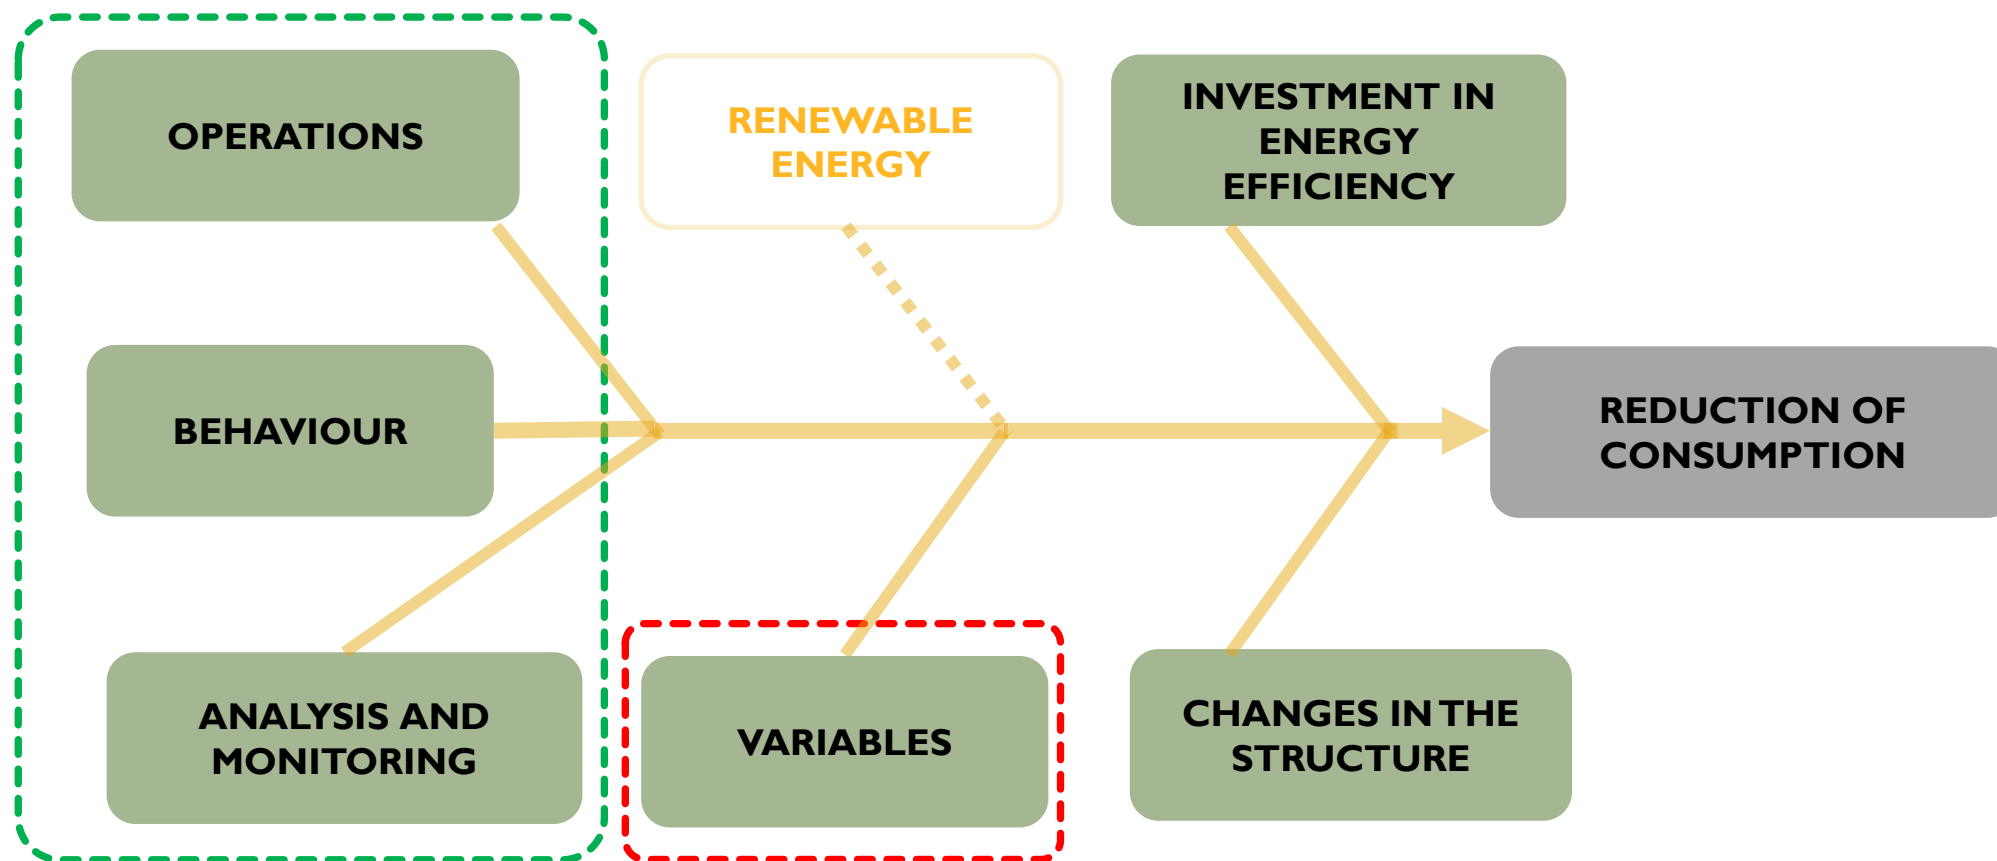 OPERATIONS
RENEWABLE
ENERGY
INVESTMENT IN
ENERGY
EFFICIENCY
BEHAVIOUR
REDUCTION OF
CONSUMPTION
ANALYSIS AND
MONITORING
VARIABLES
CHANGES IN THE
STRUCTURE